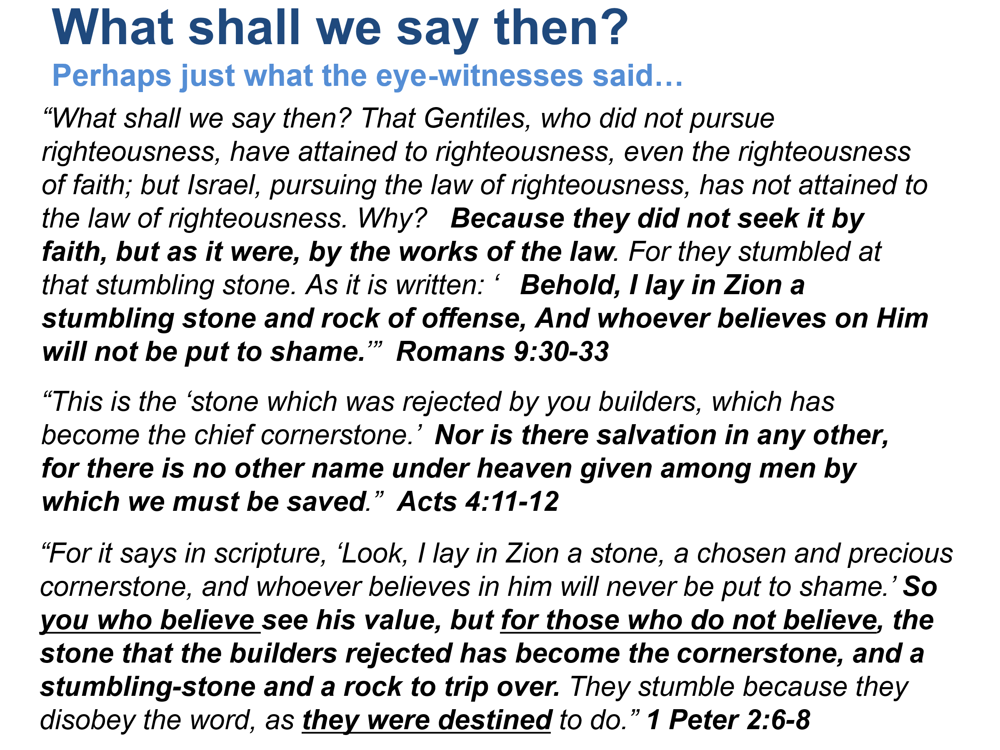 What shall we say then?
Perhaps just what the eye-witnesses said…
“What shall we say then? That Gentiles, who did not pursue
righteousness, have attained to righteousness, even the righteousness
of faith; but Israel, pursuing the law of righteousness, has not attained to
the law of righteousness. Why? Because they did not seek it by
faith, but as it were, by the works of the law. For they stumbled at
that stumbling stone. As it is written: ‘ Behold, I lay in Zion a
stumbling stone and rock of offense, And whoever believes on Him
will not be put to shame.’” Romans 9:30-33
“This is the ‘stone which was rejected by you builders, which has
become the chief cornerstone.’ Nor is there salvation in any other,
for there is no other name under heaven given among men by
which we must be saved.” Acts 4:11-12
“For it says in scripture, ‘Look, I lay in Zion a stone, a chosen and precious
cornerstone, and whoever believes in him will never be put to shame.’ So
you who believe see his value, but for those who do not believe, the
stone that the builders rejected has become the cornerstone, and a
stumbling-stone and a rock to trip over. They stumble because they
disobey the word, as they were destined to do.” 1 Peter 2:6-8